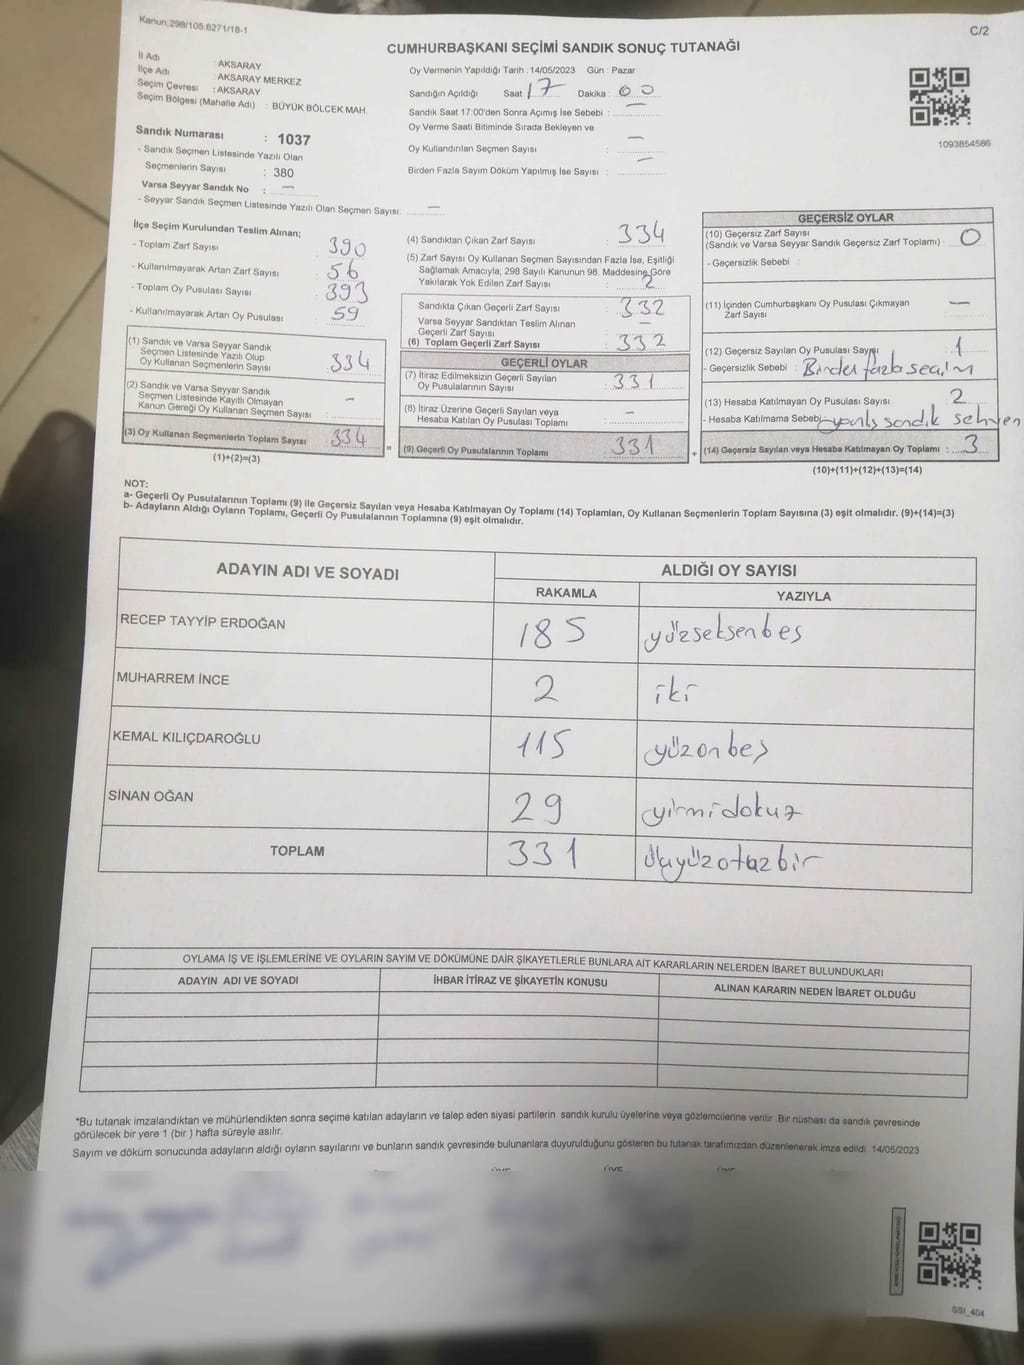 Kanun:298/105,6271/18-1
C/2
CUMHURBAŞKANI SEÇİMİ SANDIK SONUÇ TUTANAĞI
İl Adı : AKSARAY
İlçe Adı : AKSARAY MERKEZ
Seçim Çevresi : AKSARAY
Seçim Bölgesi (Mahalle Adı) : BÜYÜK BÖLCEK MAH.
Sandık Numarası : 1037
- Sandık Seçmen Listesinde Yazılı Olan
Seçmenlerin Sayısı : 380
Varsa Seyyar Sandık No : —
- Seyyar Sandık Seçmen Listesinde Yazılı Olan Seçmen Sayısı: —
Oy Vermenin Yapıldığı Tarih : 14/05/2023 Gün : Pazar
Sandığın Açıldığı Saat : 17 Dakika : 00
Sandık Saat 17:00'den Sonra Açımış İse Sebebi : —
Oy Verme Saati Bitiminde Sırada Bekleyen ve
Oy Kullandırılan Seçmen Sayısı : —
Birden Fazla Sayım Döküm Yapılmış İse Sayısı : —
1093854586
İlçe Seçim Kurulundan Teslim Alınan;
- Toplam Zarf Sayısı : 390
- Kullanılmayarak Artan Zarf Sayısı : 56
- Toplam Oy Pusulası Sayısı : 393
- Kullanılmayarak Artan Oy Pusulası : 59
(1) Sandık ve Varsa Seyyar Sandık
Seçmen Listesinde Yazılı Olup
Oy Kullanan Seçmenlerin Sayısı : 334
(2) Sandık ve Varsa Seyyar Sandık
Seçmen Listesinde Kayıtlı Olmayan
Kanun Gereği Oy Kullanan Seçmen Sayısı : –
(3) Oy Kullanan Seçmenlerin Toplam Sayısı : 334
(1)+(2)=(3)
(4) Sandıktan Çıkan Zarf Sayısı : 334
(5) Zarf Sayısı Oy Kullanan Seçmen Sayısından Fazla İse, Eşitliği
Sağlamak Amacıyla, 298 Sayılı Kanunun 98. Maddesine Göre
Yakılarak Yok Edilen Zarf Sayısı : 2
Sandıkta Çıkan Geçerli Zarf Sayısı : 332
Varsa Seyyar Sandıktan Teslim Alınan
Geçerli Zarf Sayısı : —
(6) Toplam Geçerli Zarf Sayısı : 332
GEÇERLİ OYLAR
(7) İtiraz Edilmeksizin Geçerli Sayılan
Oy Pusulalarının Sayısı : 331
(8) İtiraz Üzerine Geçerli Sayılan veya
Hesaba Katılan Oy Pusulası Toplamı : –
= (9) Geçerli Oy Pusulalarının Toplamı : 331 +
GEÇERSİZ OYLAR
(10) Geçersiz Zarf Sayısı
(Sandık ve Varsa Seyyar Sandık Geçersiz Zarf Toplamı) : 0
- Geçersizlik Sebebi :
(11) İçinden Cumhurbaşkanı Oy Pusulası Çıkmayan
Zarf Sayısı : —
(12) Geçersiz Sayılan Oy Pusulası Sayısı : 1
- Geçersizlik Sebebi : Birden fazla seçim
(13) Hesaba Katılmayan Oy Pusulası Sayısı : 2
- Hesaba Katılmama Sebebi : yanlış sandık
(14) Geçersiz Sayılan veya Hesaba Katılmayan Oy Toplamı : 3
(10)+(11)+(12)+(13)=(14)
NOT:
a- Geçerli Oy Pusulalarının Toplamı (9) ile Geçersiz Sayılan veya Hesaba Katılmayan Oy Toplamı (14) Toplamları, Oy Kullanan Seçmenlerin Toplam Sayısına (3) eşit olmalıdır. (9)+(14)=(3)
b- Adayların Aldığı Oyların Toplamı, Geçerli Oy Pusulalarının Toplamına (9) eşit olmalıdır.
ADAYIN ADI VE SOYADI ALDIĞI OY SAYISI
RAKAMLA YAZIYLA
RECEP TAYYİP ERDOĞAN 185 yüzseksenbeş
MUHARREM İNCE 2 iki
KEMAL KILIÇDAROĞLU 115 yüzonbeş
SİNAN OĞAN 29 yirmidokuz
TOPLAM 331 üçyüzotuzbir
OYLAMA İŞ VE İŞLEMLERİNE VE OYLARIN SAYIM VE DÖKÜMÜNE DAİR ŞİKAYETLERLE BUNLARA AİT KARARLARIN NELERDEN İBARET BULUNDUKLARI
ADAYIN ADI VE SOYADI İHBAR İTİRAZ VE ŞİKAYETİN KONUSU ALINAN KARARIN NEDEN İBARET OLDUĞU
*Bu tutanak imzalandıktan ve mühürlendikten sonra seçime katılan adayların ve talep eden siyasi partilerin sandık kurulu üyelerine veya gözlemcilerine verilir .Bir nüshası da sandık çevresinde
görülecek bir yere 1 (bir ) hafta süreyle asılır.
Sayım ve döküm sonucunda adayların aldığı oyların sayılarını ve bunların sandık çevresinde bulunanlara duyurulduğunu gösteren bu tutanak tarafımızdan düzenlenerek imza edildi 14/05/2023
SSI_404